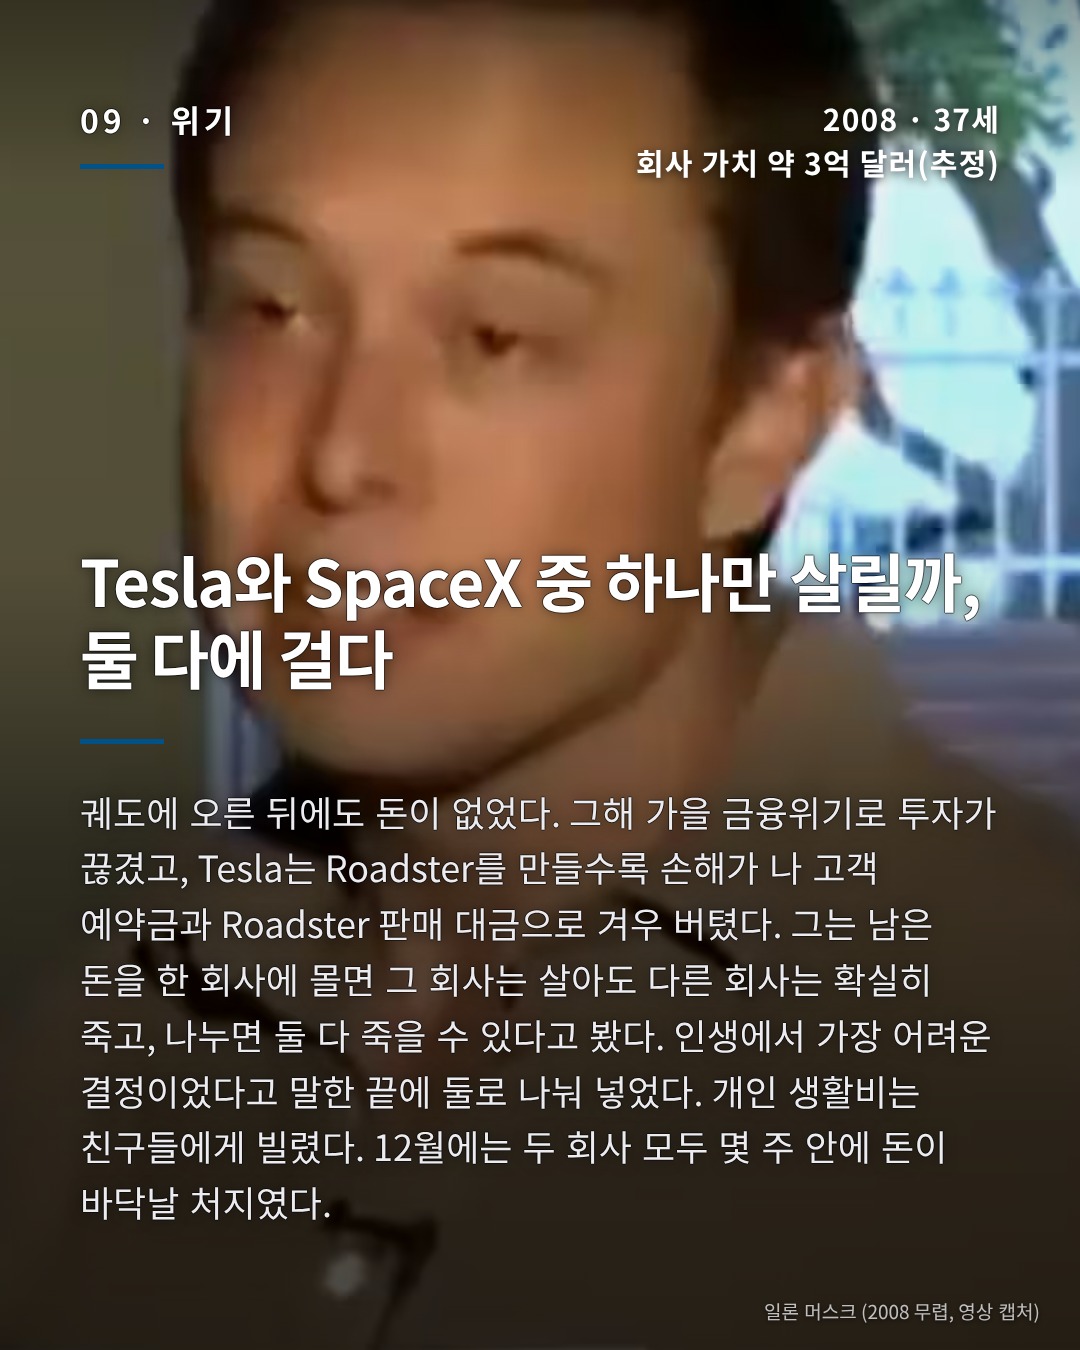 09 · 위기
2008 · 37세
회사 가치 약 3억 달러(추정)
Tesla와 SpaceX 중 하나만 살릴까,
둘 다에 걸다
궤도에 오른 뒤에도 돈이 없었다. 그해 가을 금융위기로 투자가
끊겼고, Tesla는 Roadster를 만들수록 손해가 나 고객
예약금과 Roadster 판매 대금으로 겨우 버텼다. 그는 남은
돈을 한 회사에 몰면 그 회사는 살아도 다른 회사는 확실히
죽고, 나누면 둘 다 죽을 수 있다고 봤다. 인생에서 가장 어려운
결정이었다고 말한 끝에 둘로 나눠 넣었다. 개인 생활비는
친구들에게 빌렸다. 12월에는 두 회사 모두 몇 주 안에 돈이
바닥날 처지였다.
일론 머스크 (2008 무렵, 영상 캡처)